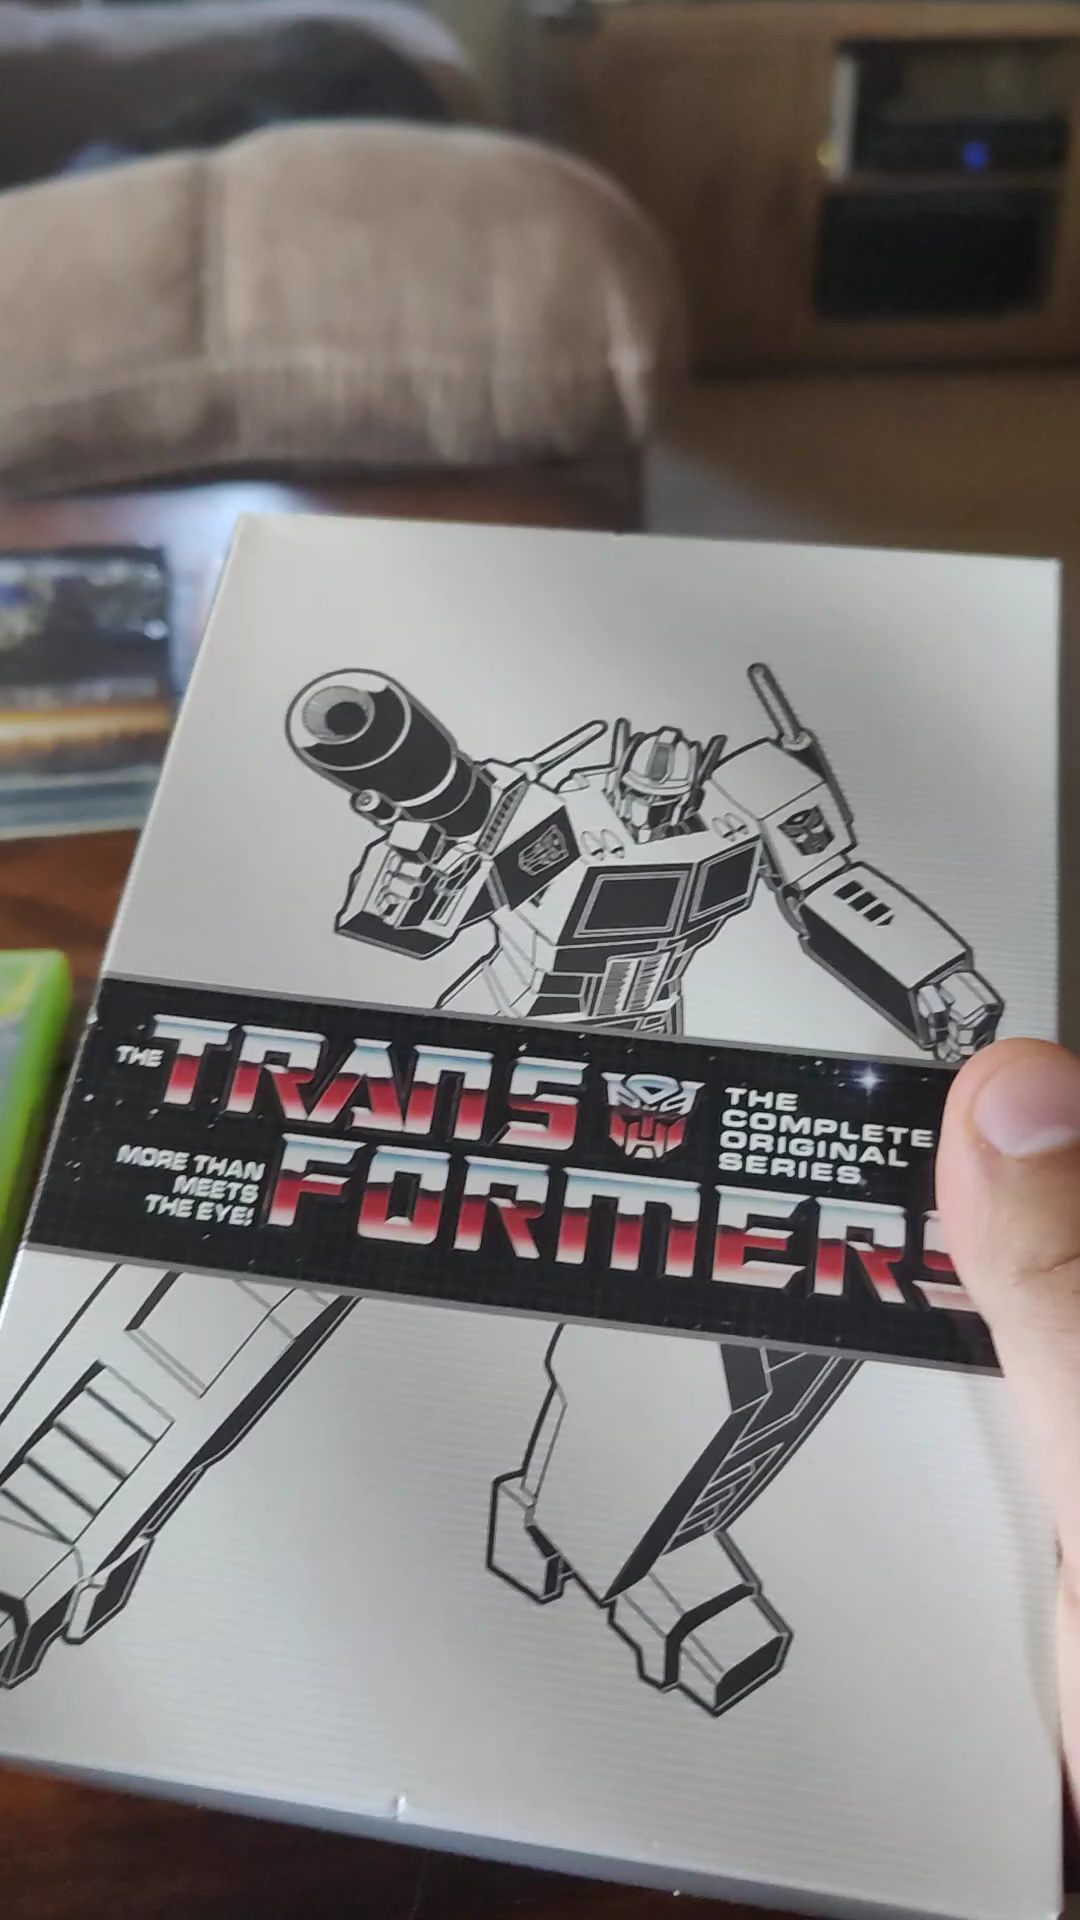 THE TRANS
FORMERS
MORE THAN
MEETS
THE EYE!
THE
COMPLETE
ORIGINAL
SERIES